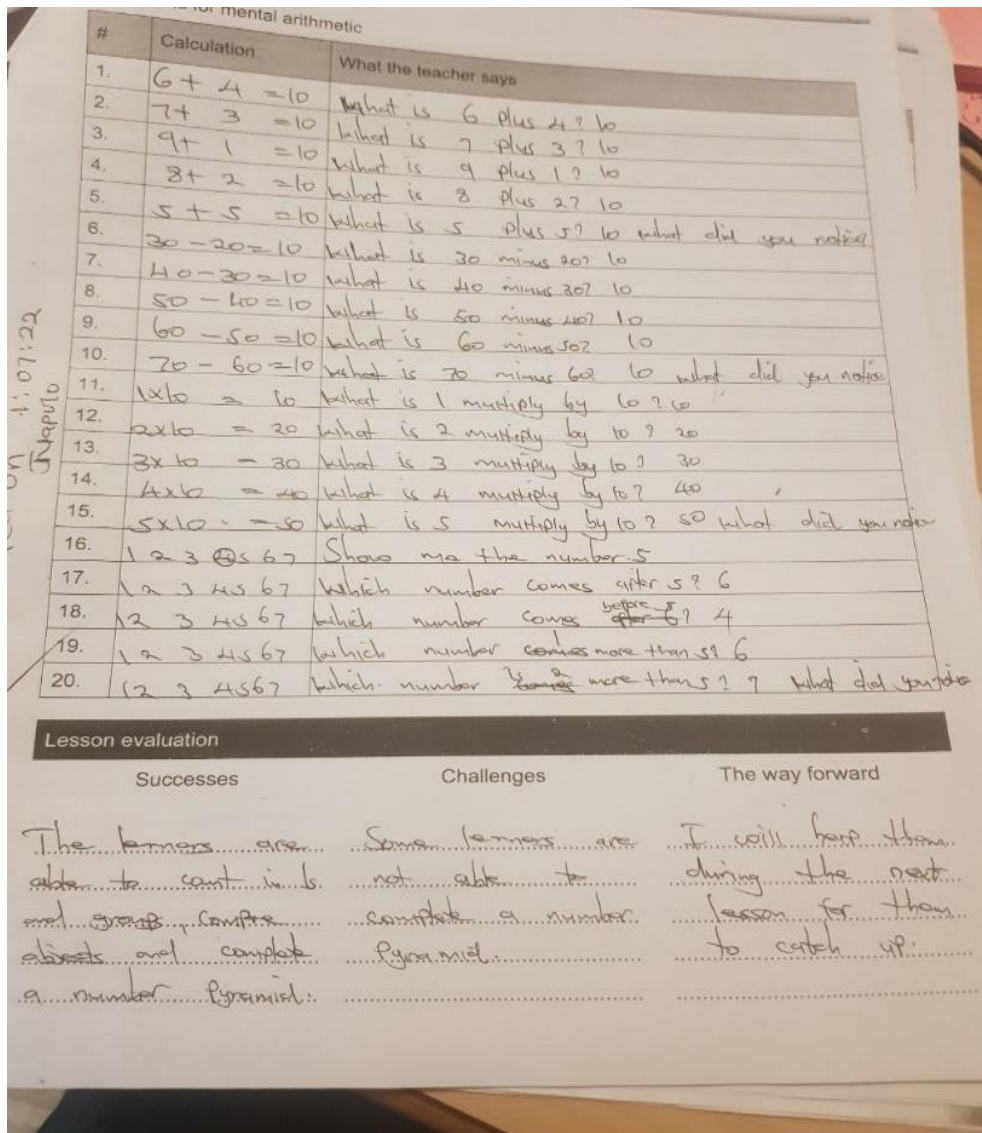 for mental arithmetic
# Calculation What the teacher says
1. 6 + 4 = 10 What is 6 plus 4? 10
2. 7 + 3 = 10 What is 7 plus 3? 10
3. 9 + 1 = 10 What is 9 plus 1? 10
4. 8 + 2 = 10 What is 8 plus 2? 10
5. 5 + 5 = 10 What is 5 plus 5? 10 what did you notice
6. 30 - 20 = 10 What is 30 minus 20? 10
7. 40 - 30 = 10 What is 40 minus 30? 10
8. 50 - 40 = 10 What is 50 minus 40? 10
9. 60 - 50 = 10 What is 60 minus 50? 10
10. 70 - 60 = 10 What is 70 minus 60? 10 what did you notice
11. 1x10 = 10 What is 1 multiply by 10? 10
12. 2x10 = 20 What is 2 multiply by 10? 20
13. 3x10 = 30 What is 3 multiply by 10? 30
14. 4x10 = 40 What is 4 multiply by 10? 40
15. 5x10 = 50 What is 5 multiply by 10? 50 what did you notice
16. 1 2 3 4 5 6 7 Show me the number 5
17. 1 2 3 4 5 6 7 Which number comes after 5? 6
18. 1 2 3 4 5 6 7 Which number comes before 5? 4
19. 1 2 3 4 5 6 7 Which number more than 5? 6
20. 1 2 3 4 5 6 7 Which number is 2 more than 5? 7 What did you
Lesson evaluation
Successes Challenges The way forward
The lerners are Some lerners are I will help them
able to count in 1s not able to during the next
and groups, compre complete a number lesson for them
objects and complete Pyramid. to catch up.
a number Pyramid.
07:22